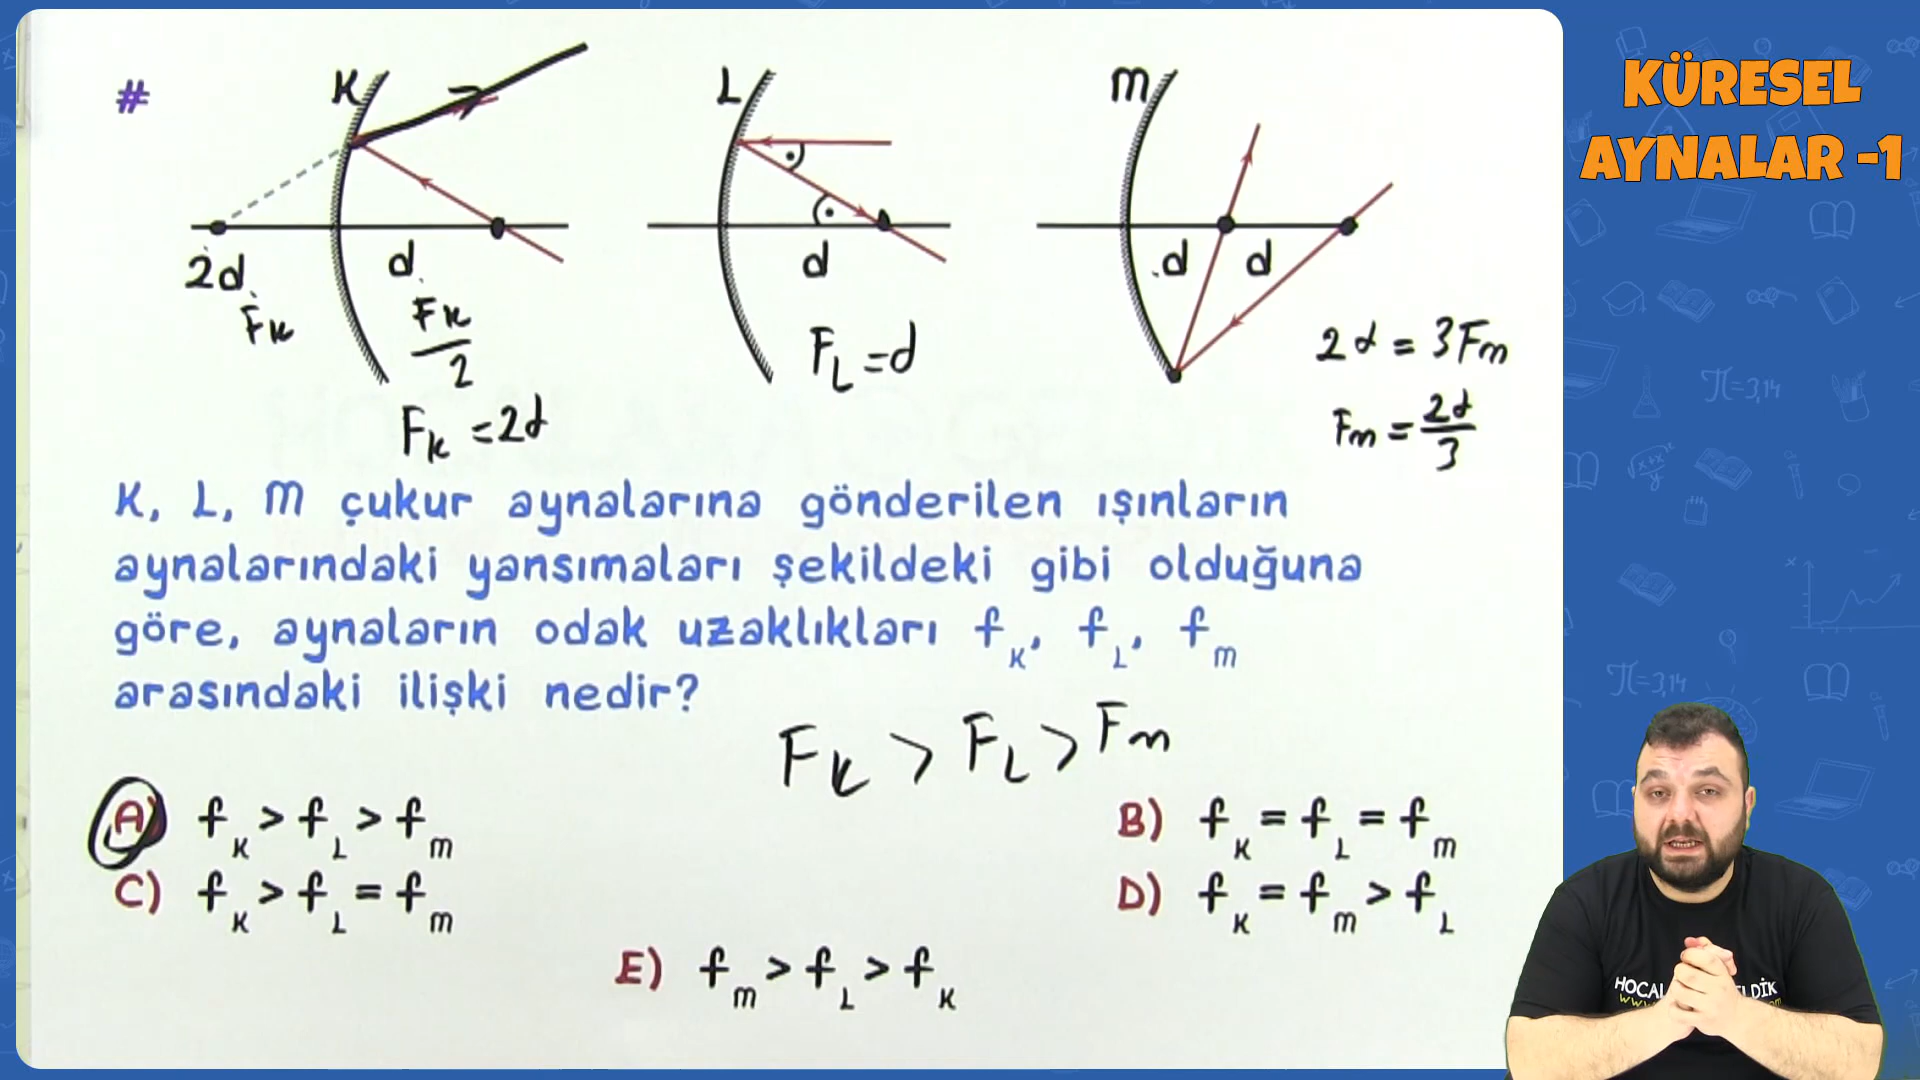 KÜRESEL
AYNALAR -1
#
K
L
M
2d
d
d
d
d
Fk
Fk
2
Fk = 2d
FL = d
2d = 3Fm
Fm = 2d
3
K, L, M çukur aynalarına gönderilen ışınların
aynalarındaki yansımaları şekildeki gibi olduğuna
göre, aynaların odak uzaklıkları fK, fL, fM
arasındaki ilişki nedir?
Fk > FL > Fm
A) fK > fL > fM
B) fK = fL = fM
C) fK > fL = fM
D) fK = fM > fL
E) fM > fL > fK